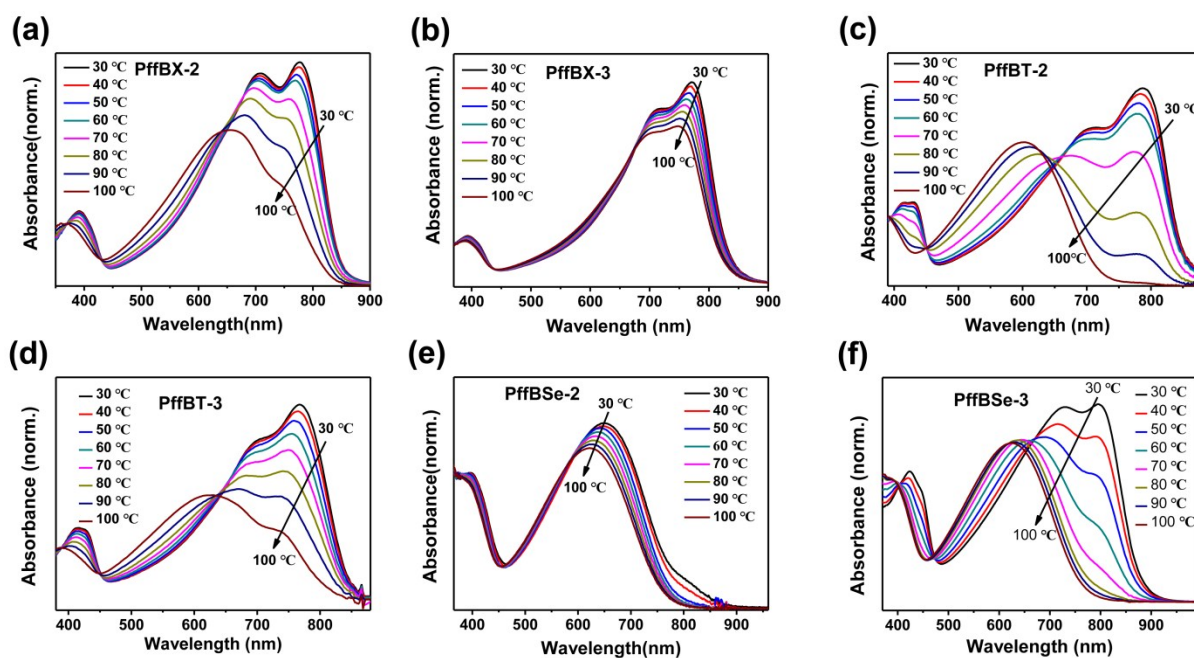 (a)
PffBX-2
30 °C
40 °C
50 °C
60 °C
70 °C
80 °C
90 °C
100 °C
30 °C
100 °C
Absorbance(norm.)
400 500 600 700 800 900
Wavelength(nm)
(b)
PffBX-3
30 °C
40 °C
50 °C
60 °C
70 °C
80 °C
90 °C
100 °C
30 °C
100 °C
Absorbance (norm.)
400 500 600 700 800 900
Wavelength (nm)
(c)
PffBT-2
30 °C
40 °C
50 °C
60 °C
70 °C
80 °C
90 °C
100 °C
30 °C
100°C
Absorbance (norm.)
400 500 600 700 800
Wavelength (nm)
(d)
PffBT-3
30 °C
40 °C
50 °C
60 °C
70 °C
80 °C
90 °C
100 °C
30 °C
100 °C
Absorbance (norm.)
400 500 600 700 800
Wavelength (nm)
(e)
PffBSe-2
30 °C
100 °C
30 °C
40 °C
50 °C
60 °C
70 °C
80 °C
90 °C
100 °C
Absorbance(norm.)
400 500 600 700 800 900
Wavelength(nm)
(f)
PffBSe-3
30 °C
100 °C
30 °C
40 °C
50 °C
60 °C
70 °C
80 °C
90 °C
100 °C
Absorbance (norm.)
400 500 600 700 800 900
Wavelength (nm)